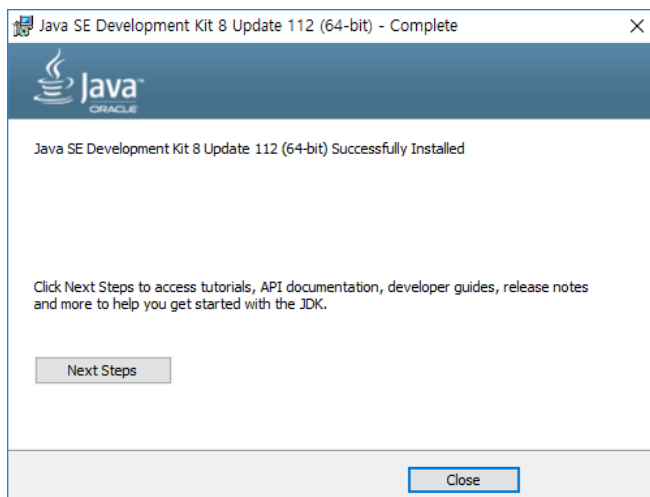 Java SE Development Kit 8 Update 112 (64-bit) - Complete
Java™
ORACLE
Java SE Development Kit 8 Update 112 (64-bit) Successfully Installed
Click Next Steps to access tutorials, API documentation, developer guides, release notes
and more to help you get started with the JDK.
Next Steps
Close